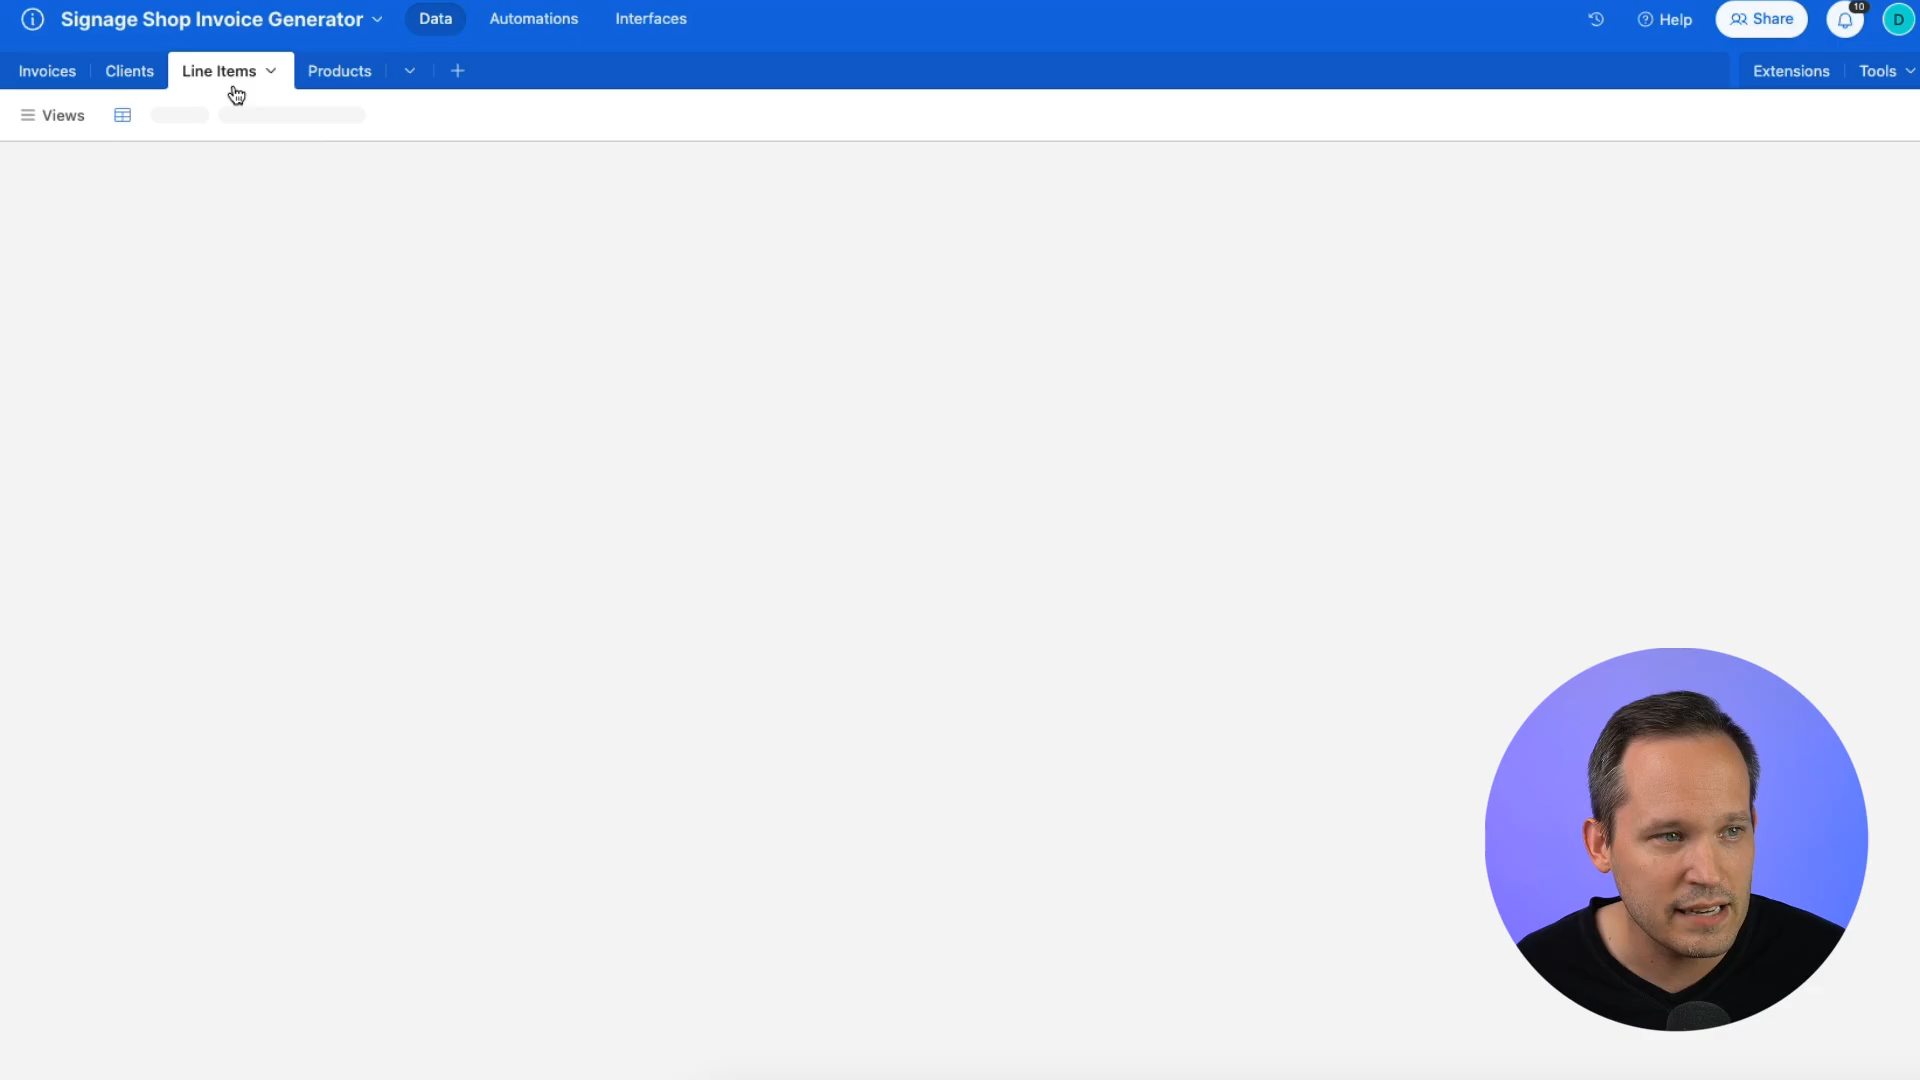 Signage Shop Invoice Generator
Data
Automations
Interfaces
Help
Share
10
D
Invoices
Clients
Line Items
Products
Extensions
Tools
Views